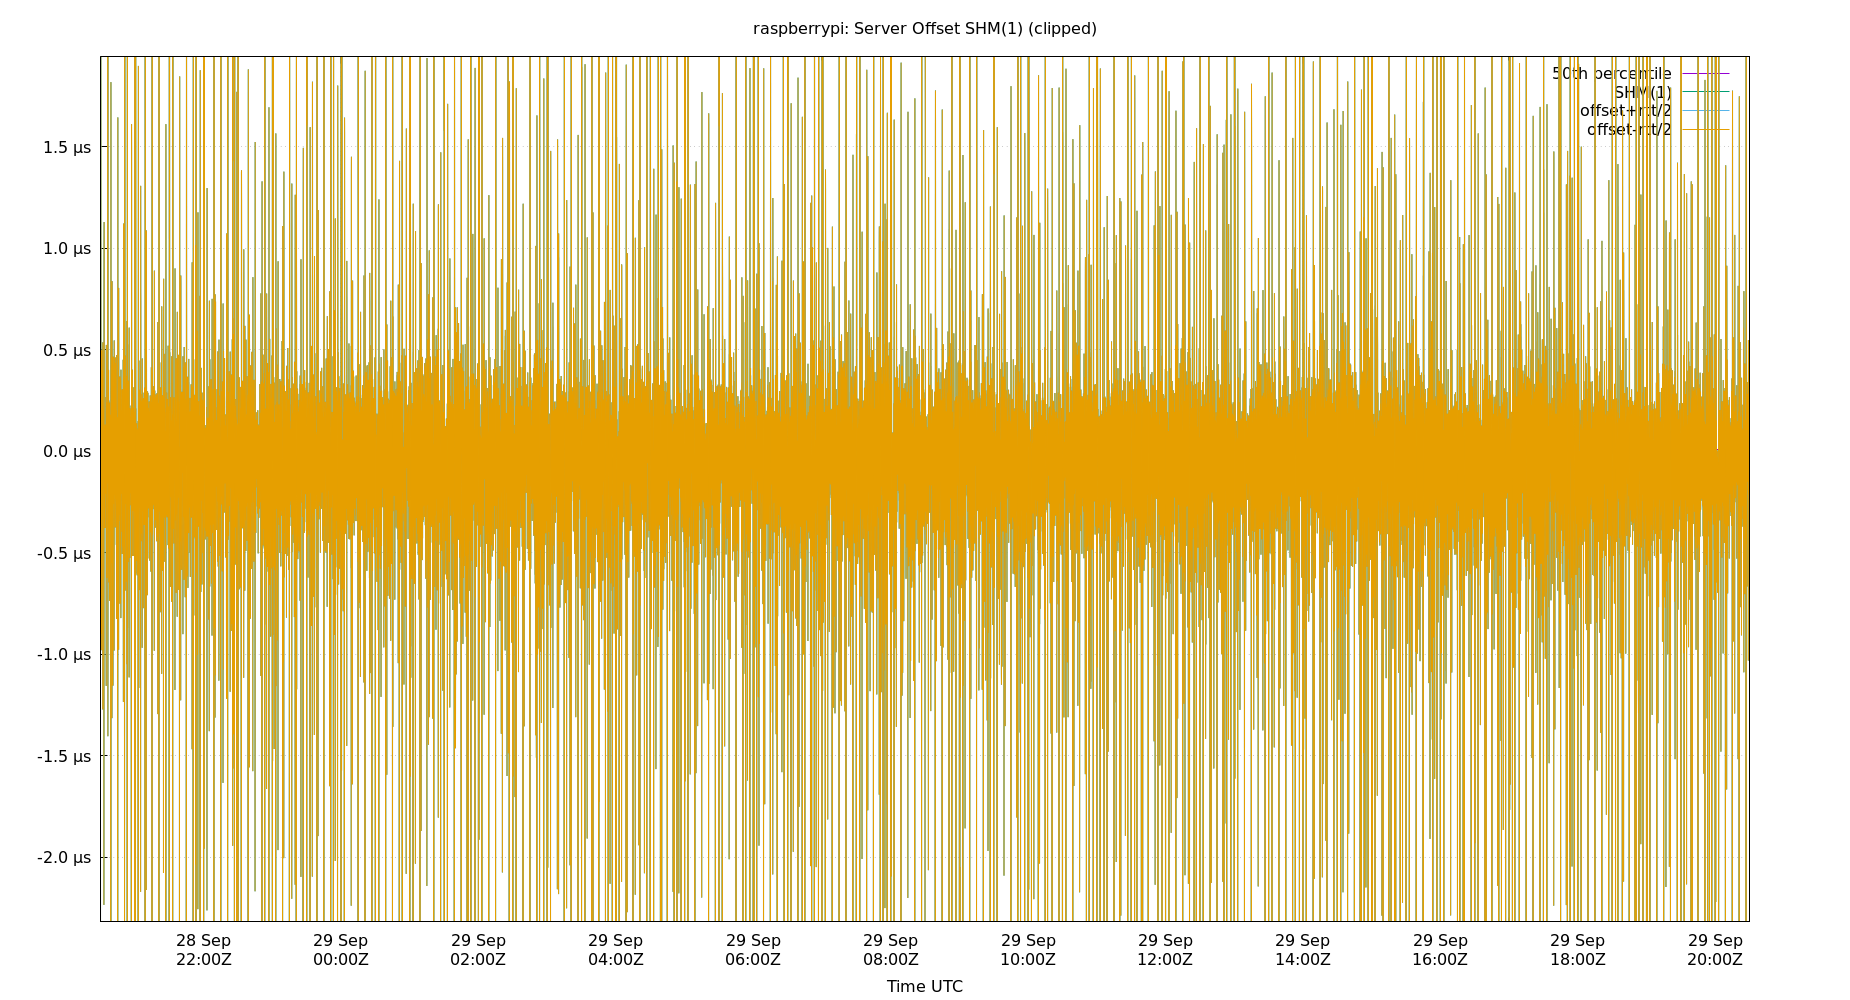 raspberrypi: Server Offset SHM(1) (clipped)
50th percentile
SHM(1)
offset+rtt/2
offset-rtt/2
1.5 µs
1.0 µs
0.5 µs
0.0 µs
-0.5 µs
-1.0 µs
-1.5 µs
-2.0 µs
28 Sep 29 Sep 29 Sep 29 Sep 29 Sep 29 Sep 29 Sep 29 Sep 29 Sep 29 Sep 29 Sep 29 Sep
22:00Z 00:00Z 02:00Z 04:00Z 06:00Z 08:00Z 10:00Z 12:00Z 14:00Z 16:00Z 18:00Z 20:00Z
Time UTC